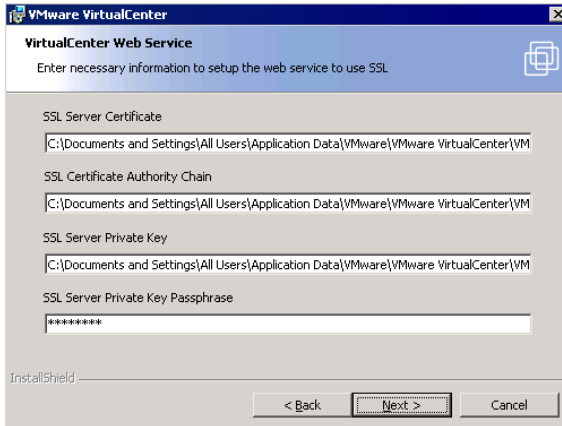 VMware VirtualCenter
VirtualCenter Web Service
Enter necessary information to setup the web service to use SSL
SSL Server Certificate
C:\Documents and Settings\All Users\Application Data\VMware\VMware VirtualCenter\VM
SSL Certificate Authority Chain
C:\Documents and Settings\All Users\Application Data\VMware\VMware VirtualCenter\VM
SSL Server Private Key
C:\Documents and Settings\All Users\Application Data\VMware\VMware VirtualCenter\VM
SSL Server Private Key Passphrase
********
InstallShield
< Back Next > Cancel